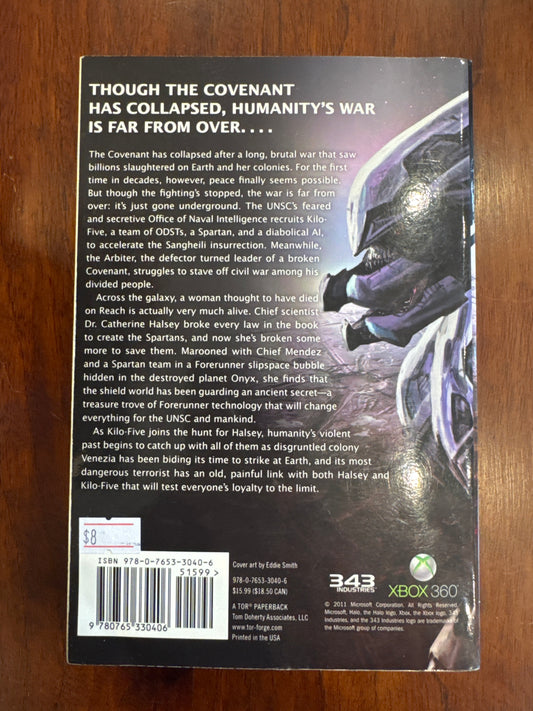 THOUGH THE COVENANT
HAS COLLAPSED, HUMANITY'S WAR
IS FAR FROM OVER....
The Covenant has collapsed after a long, brutal war that saw
billions slaughtered on Earth and her colonies. For the first
time in decades, however, peace finally seems possible.
But though the fighting's stopped, the war is far from
over: it's just gone underground. The UNSC's feared
and secretive Office of Naval Intelligence recruits Kilo-
Five, a team of ODSTs, a Spartan, and a diabolical AI,
to accelerate the Sangheili insurrection. Meanwhile,
the Arbiter, the defector turned leader of a broken
Covenant, struggles to stave off civil war among his
divided people.
Across the galaxy, a woman thought to have died
on Reach is actually very much alive. Chief scientist
Dr. Catherine Halsey broke every law in the book
to create the Spartans, and now she's broken some
more to save them. Marooned with Chief Mendez
and a Spartan team in a Forerunner slipspace bubble
hidden in the destroyed planet Onyx, she finds that
the shield world has been guarding an ancient secret—a
treasure trove of Forerunner technology that will change
everything for the UNSC and mankind.
As Kilo-Five joins the hunt for Halsey, humanity's violent
past begins to catch up with all of them as disgruntled colony
Venezia has been biding its time to strike at Earth, and its most
dangerous terrorist has an old, painful link with both Halsey and
Kilo-Five that will test everyone's loyalty to the limit.
$8
ISBN 978-0-7653-3040-6
51599>
9 780765 330406
Cover art by Eddie Smith
978-0-7653-3040-6
$15.99 ($18.50 CAN)
A TOR® PAPERBACK
Tom Doherty Associates, LLC
www.tor-forge.com
Printed in the USA
343
INDUSTRIES
XBOX 360
© 2011 Microsoft Corporation. All Rights Reserved.
Microsoft, Halo, the Halo logo, Xbox, the Xbox logo, 343
Industries, and the 343 Industries logo are trademarks of
the Microsoft group of companies.